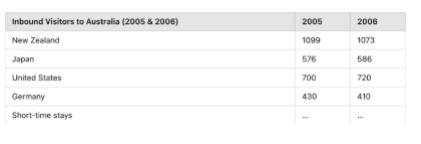 Inbound Visitors to Australia (2005 & 2006) 2005 2006
New Zealand 1099 1073
Japan 576 586
United States 700 720
Germany 430 410
Short-time stays ... ...